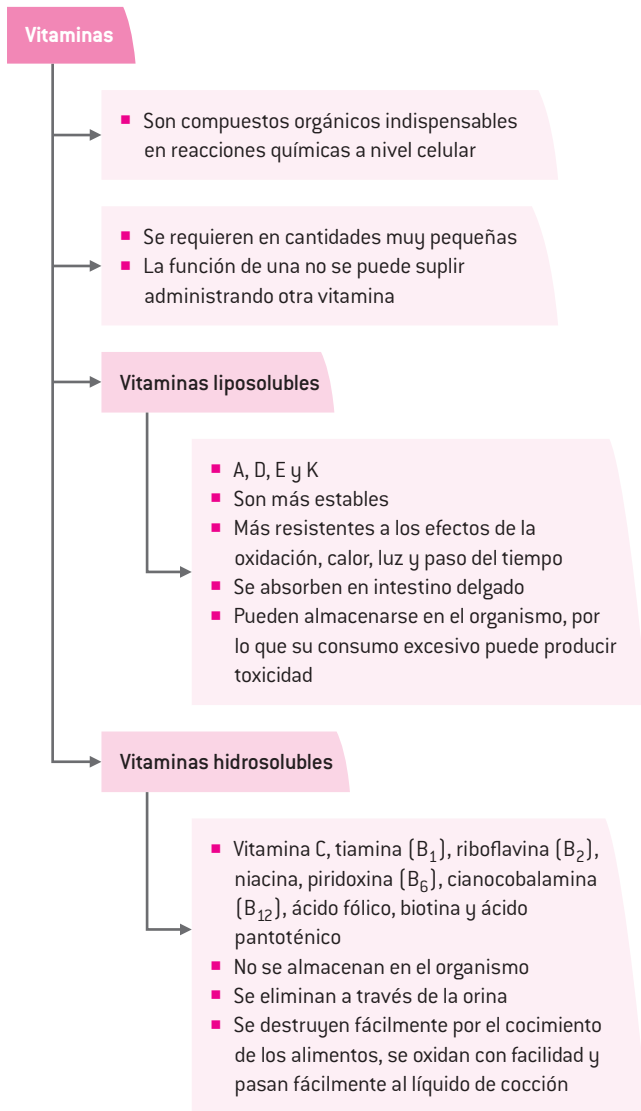 Vitaminas
■ Son compuestos orgánicos indispensables
en reacciones químicas a nivel celular
■ Se requieren en cantidades muy pequeñas
■ La función de una no se puede suplir
administrando otra vitamina
Vitaminas liposolubles
■ A, D, E y K
■ Son más estables
■ Más resistentes a los efectos de la
oxidación, calor, luz y paso del tiempo
■ Se absorben en intestino delgado
■ Pueden almacenarse en el organismo, por
lo que su consumo excesivo puede producir
toxicidad
Vitaminas hidrosolubles
■ Vitamina C, tiamina (B₁), riboflavina (B₂),
niacina, piridoxina (B₆), cianocobalamina
(B₁₂), ácido fólico, biotina y ácido
pantoténico
■ No se almacenan en el organismo
■ Se eliminan a través de la orina
■ Se destruyen fácilmente por el cocimiento
de los alimentos, se oxidan con facilidad y
pasan fácilmente al líquido de cocción